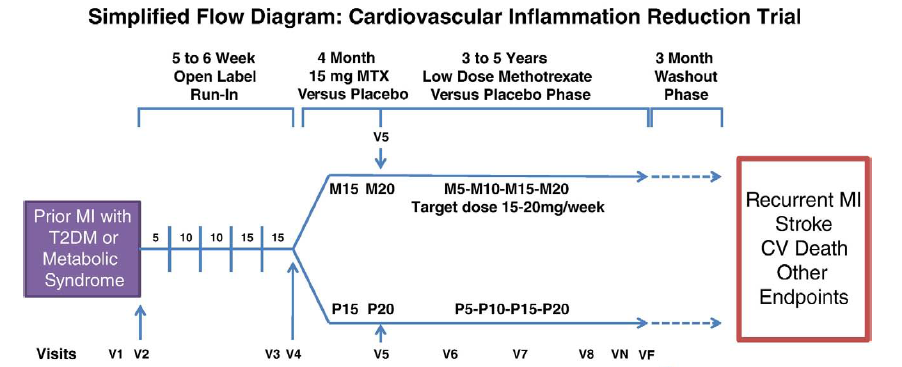 Simplified Flow Diagram: Cardiovascular Inflammation Reduction Trial
5 to 6 Week
Open Label
Run-In
4 Month
15 mg MTX
Versus Placebo
3 to 5 Years
Low Dose Methotrexate
Versus Placebo Phase
3 Month
Washout
Phase
V5
M15 M20
M5-M10-M15-M20
Target dose 15-20mg/week
Prior MI with
T2DM or
Metabolic
Syndrome
5 10 10 15 15
Recurrent MI
Stroke
CV Death
Other
Endpoints
P15 P20
P5-P10-P15-P20
Visits V1 V2 V3 V4 V5 V6 V7 V8 VN VF